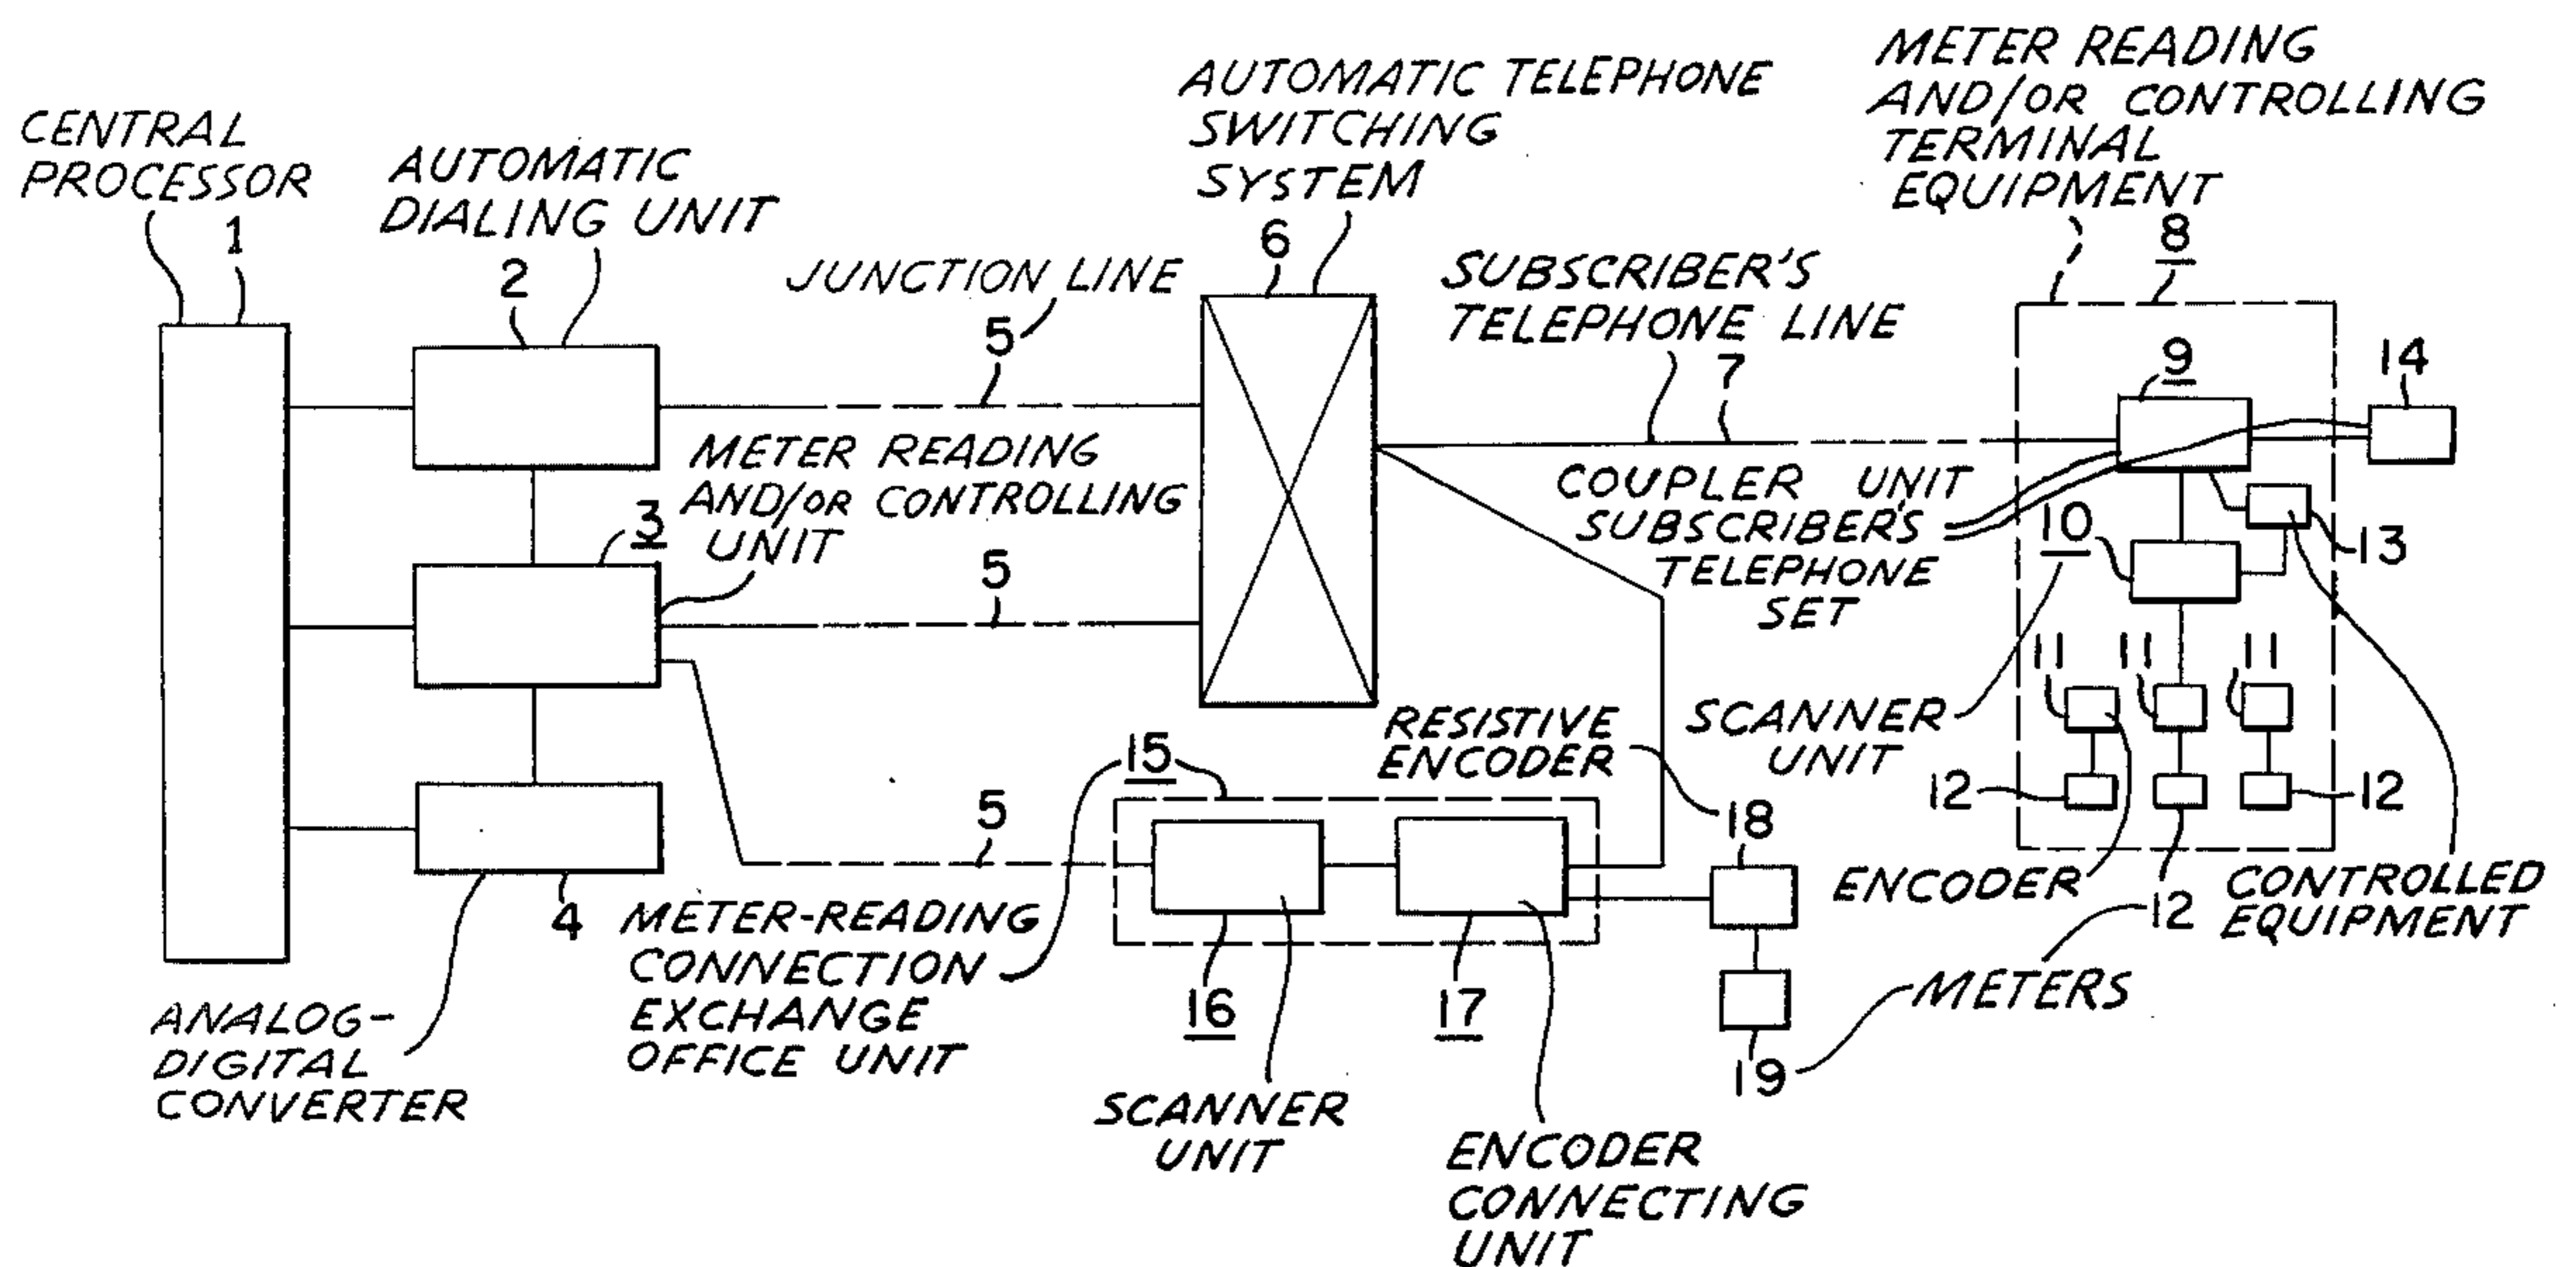 CENTRAL
PROCESSOR
1
AUTOMATIC
DIALING UNIT
2
JUNCTION LINE
5
AUTOMATIC TELEPHONE
SWITCHING
SYSTEM
6
SUBSCRIBER'S
TELEPHONE LINE
7
METER READING
AND/OR CONTROLLING
TERMINAL
EQUIPMENT
8
9
14
METER READING
AND/OR CONTROLLING
UNIT
3
5
COUPLER UNIT
SUBSCRIBER'S
TELEPHONE
SET
10
13
11
11
11
SCANNER
UNIT
12
12
12
ENCODER
CONTROLLED
EQUIPMENT
METERS
RESISTIVE
ENCODER
18
19
15
5
4
METER-READING
CONNECTION
EXCHANGE
OFFICE UNIT
16
17
ANALOG-
DIGITAL
CONVERTER
SCANNER
UNIT
ENCODER
CONNECTING
UNIT